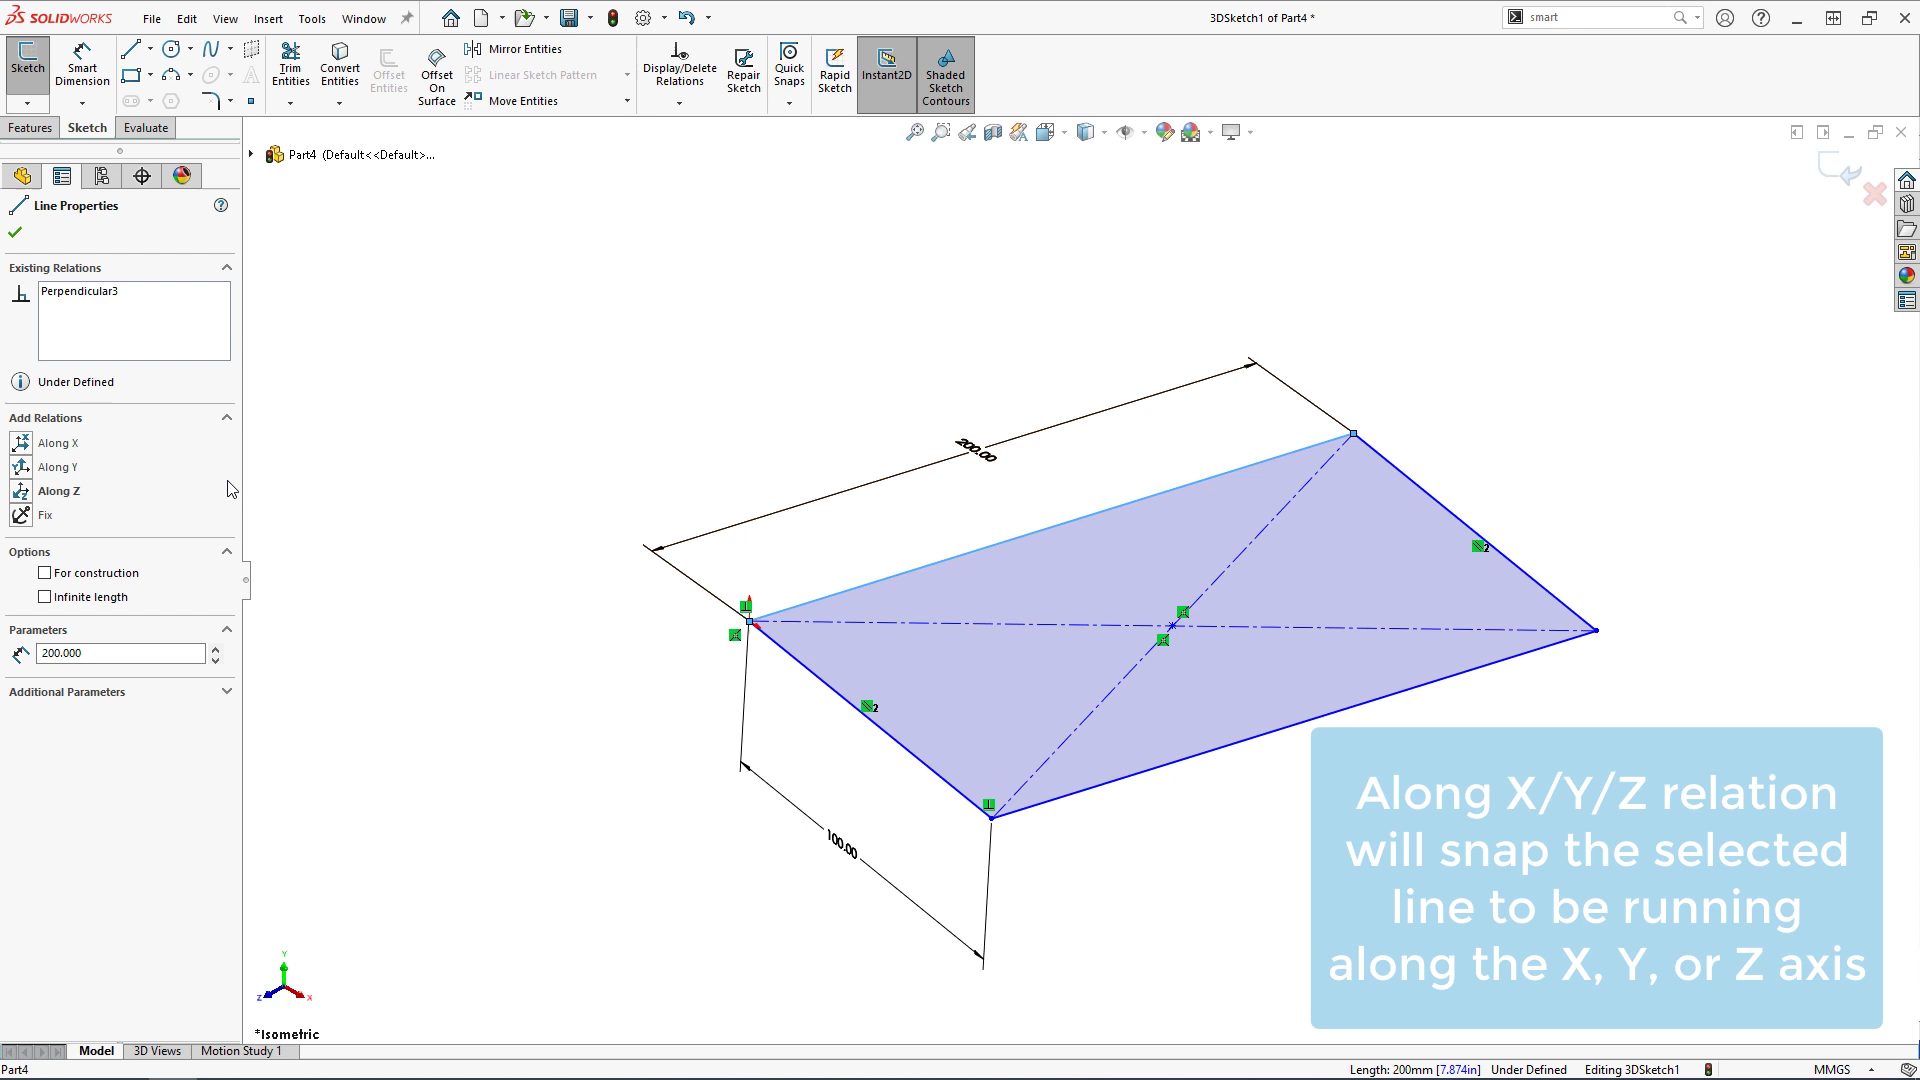 SOLIDWORKS File Edit View Insert Tools Window 3DSketch1 of Part4 * smart
Sketch
Smart Dimension
Trim Entities
Convert Entities
Offset Entities
Offset On Surface
Mirror Entities
Linear Sketch Pattern
Move Entities
Display/Delete Relations
Repair Sketch
Quick Snaps
Rapid Sketch
Instant2D
Shaded Sketch Contours
Features Sketch Evaluate
Part4 (Default<<Default>...
Line Properties
Existing Relations
Perpendicular3
Under Defined
Add Relations
Along X
Along Y
Along Z
Fix
Options
For construction
Infinite length
Parameters
200.000
Additional Parameters
200.00
2
2
100.00
Along X/Y/Z relation
will snap the selected
line to be running
along the X, Y, or Z axis
Y
Z X
*Isometric
Model 3D Views Motion Study 1
Part4 Length: 200mm [7.874in] Under Defined Editing 3DSketch1 MMGS